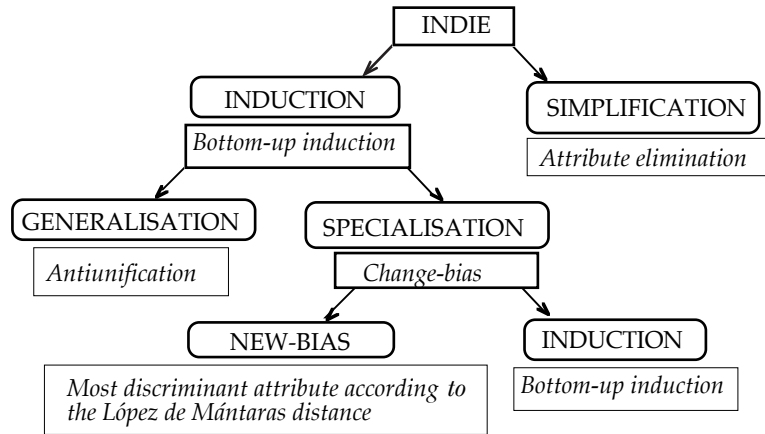 INDIE
INDUCTION
SIMPLIFICATION
Bottom-up induction
Attribute elimination
GENERALISATION
SPECIALISATION
Antiunification
Change-bias
NEW-BIAS
INDUCTION
Most discriminant attribute according to
the López de Mántaras distance
Bottom-up induction